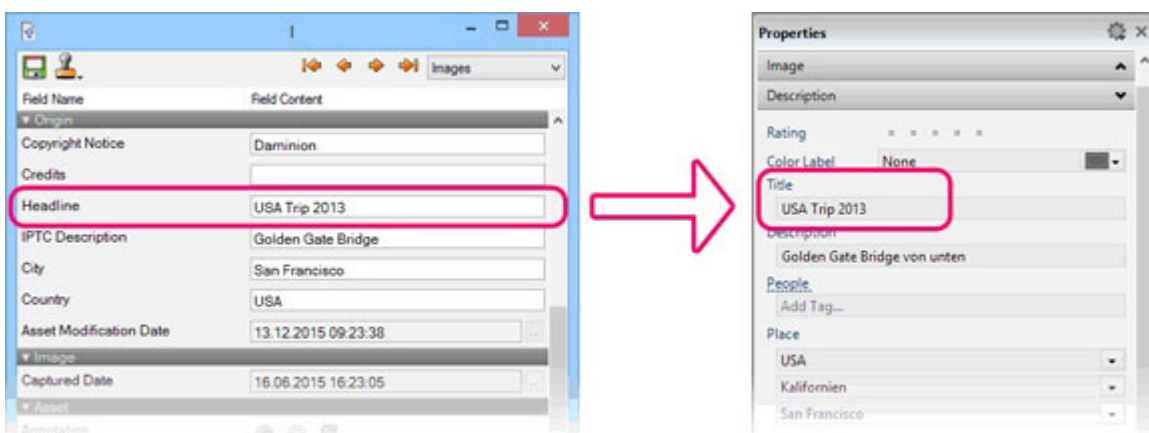 Images
Field Name Field Content
Origin
Copyright Notice Daminion
Credits
Headline USA Trip 2013
IPTC Description Golden Gate Bridge
City San Francisco
Country USA
Asset Modification Date 13.12.2015 09:23:38
Image
Captured Date 16.06.2015 16:23:05
Asset
Annotation
Properties
Image
Description
Rating
Color Label None
Title
USA Trip 2013
Description
Golden Gate Bridge von unten
People
Add Tag...
Place
USA
Kalifornien
San Francisco